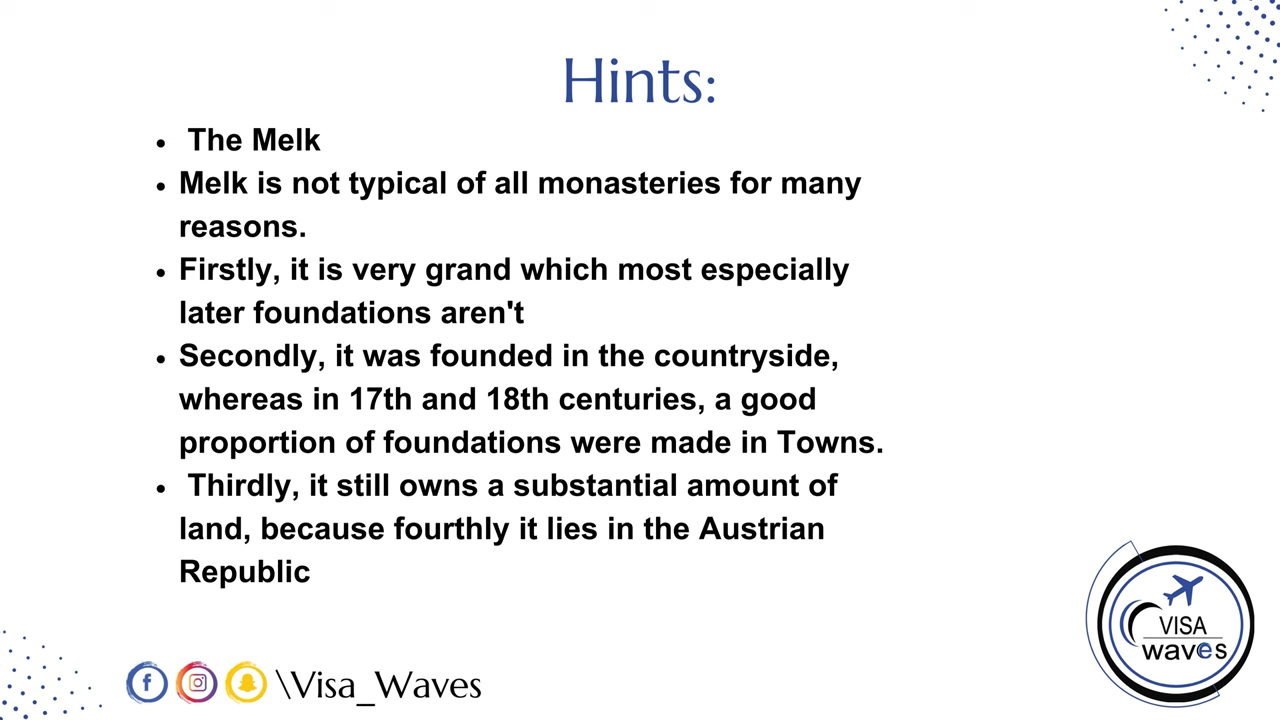 Hints:
• The Melk
• Melk is not typical of all monasteries for many
reasons.
• Firstly, it is very grand which most especially
later foundations aren't
• Secondly, it was founded in the countryside,
whereas in 17th and 18th centuries, a good
proportion of foundations were made in Towns.
• Thirdly, it still owns a substantial amount of
land, because fourthly it lies in the Austrian
Republic
VISA
waves
\Visa_Waves